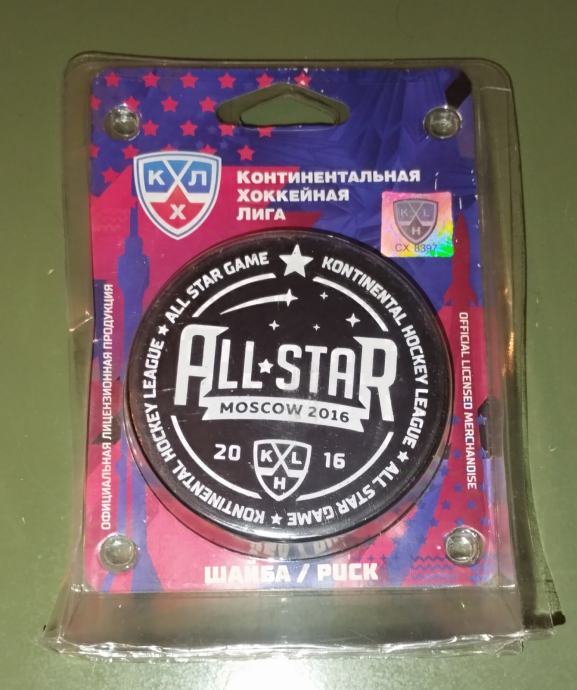 КХЛ
КОНТИНЕНТАЛЬНАЯ
ХОККЕЙНАЯ
ЛИГА
KHL
CX 8397
ALL STAR GAME ★ KONTINENTAL HOCKEY LEAGUE ★ ALL STAR GAME ★ KONTINENTAL HOCKEY LEAGUE ★
ALL★STAR
MOSCOW 2016
20 16
KHL
ОФИЦИАЛЬНАЯ ЛИЦЕНЗИОННАЯ ПРОДУКЦИЯ
OFFICIAL LICENSED MERCHANDISE
ШАЙБА / PUCK